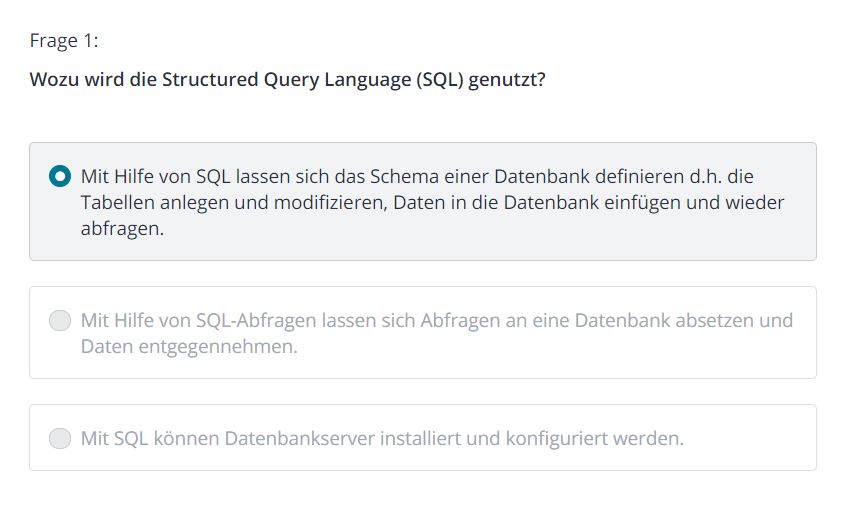 Frage 1:
Wozu wird die Structured Query Language (SQL) genutzt?
Mit Hilfe von SQL lassen sich das Schema einer Datenbank definieren d.h. die
Tabellen anlegen und modifizieren, Daten in die Datenbank einfügen und wieder
abfragen.
Mit Hilfe von SQL-Abfragen lassen sich Abfragen an eine Datenbank absetzen und
Daten entgegennehmen.
Mit SQL können Datenbankserver installiert und konfiguriert werden.